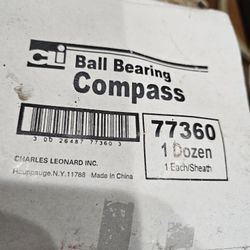 CLi
Ball Bearing
Compass
77360
1 Dozen
1 Each/Sheath
3 00 26487 77360 3
CHARLES LEONARD INC.
Hauppauge, N.Y. 11788 Made in China